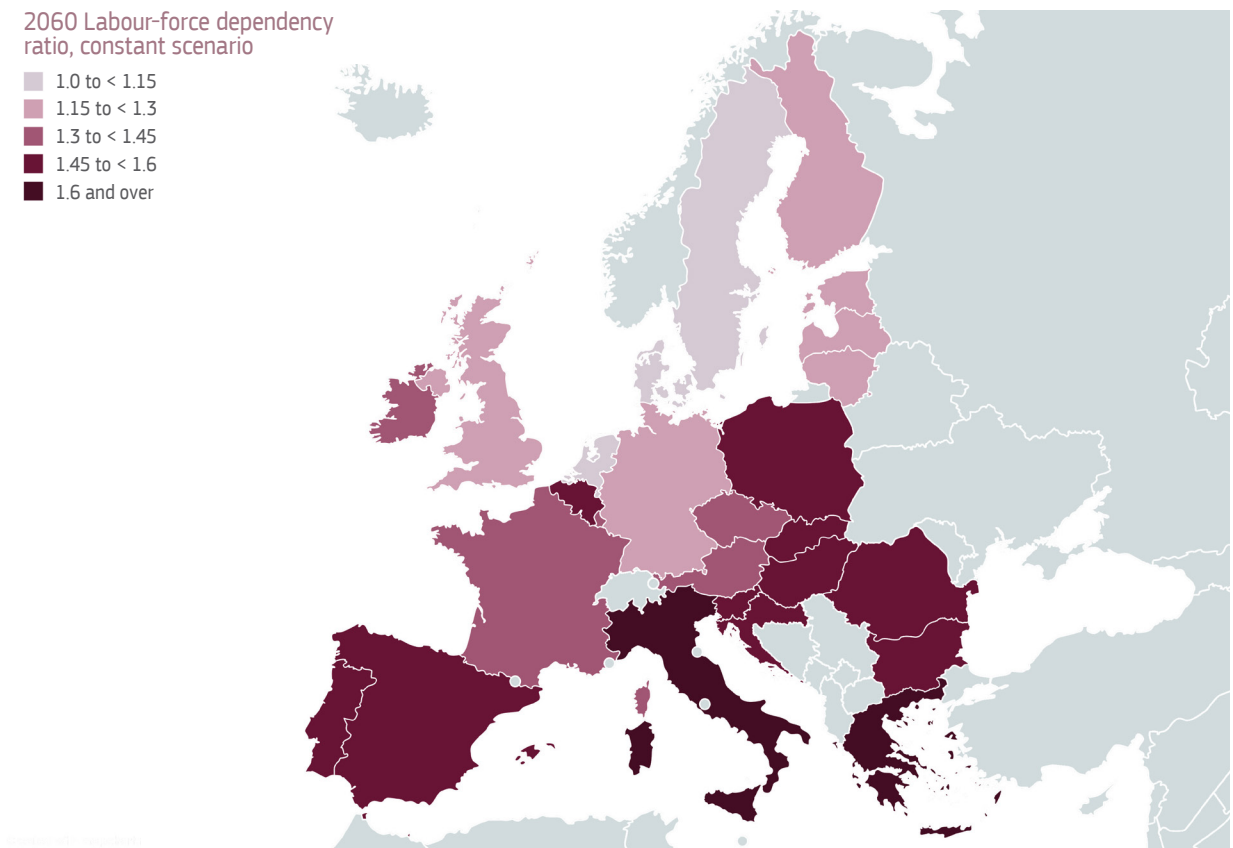 2060 Labour-force dependency
ratio, constant scenario
1.0 to < 1.15
1.15 to < 1.3
1.3 to < 1.45
1.45 to < 1.6
1.6 and over